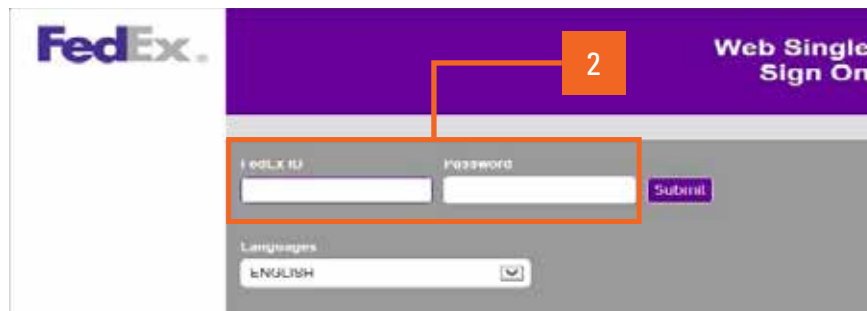 FedEx®
2
Web Single
Sign On
FedEx ID
Password
Submit
Languages
ENGLISH